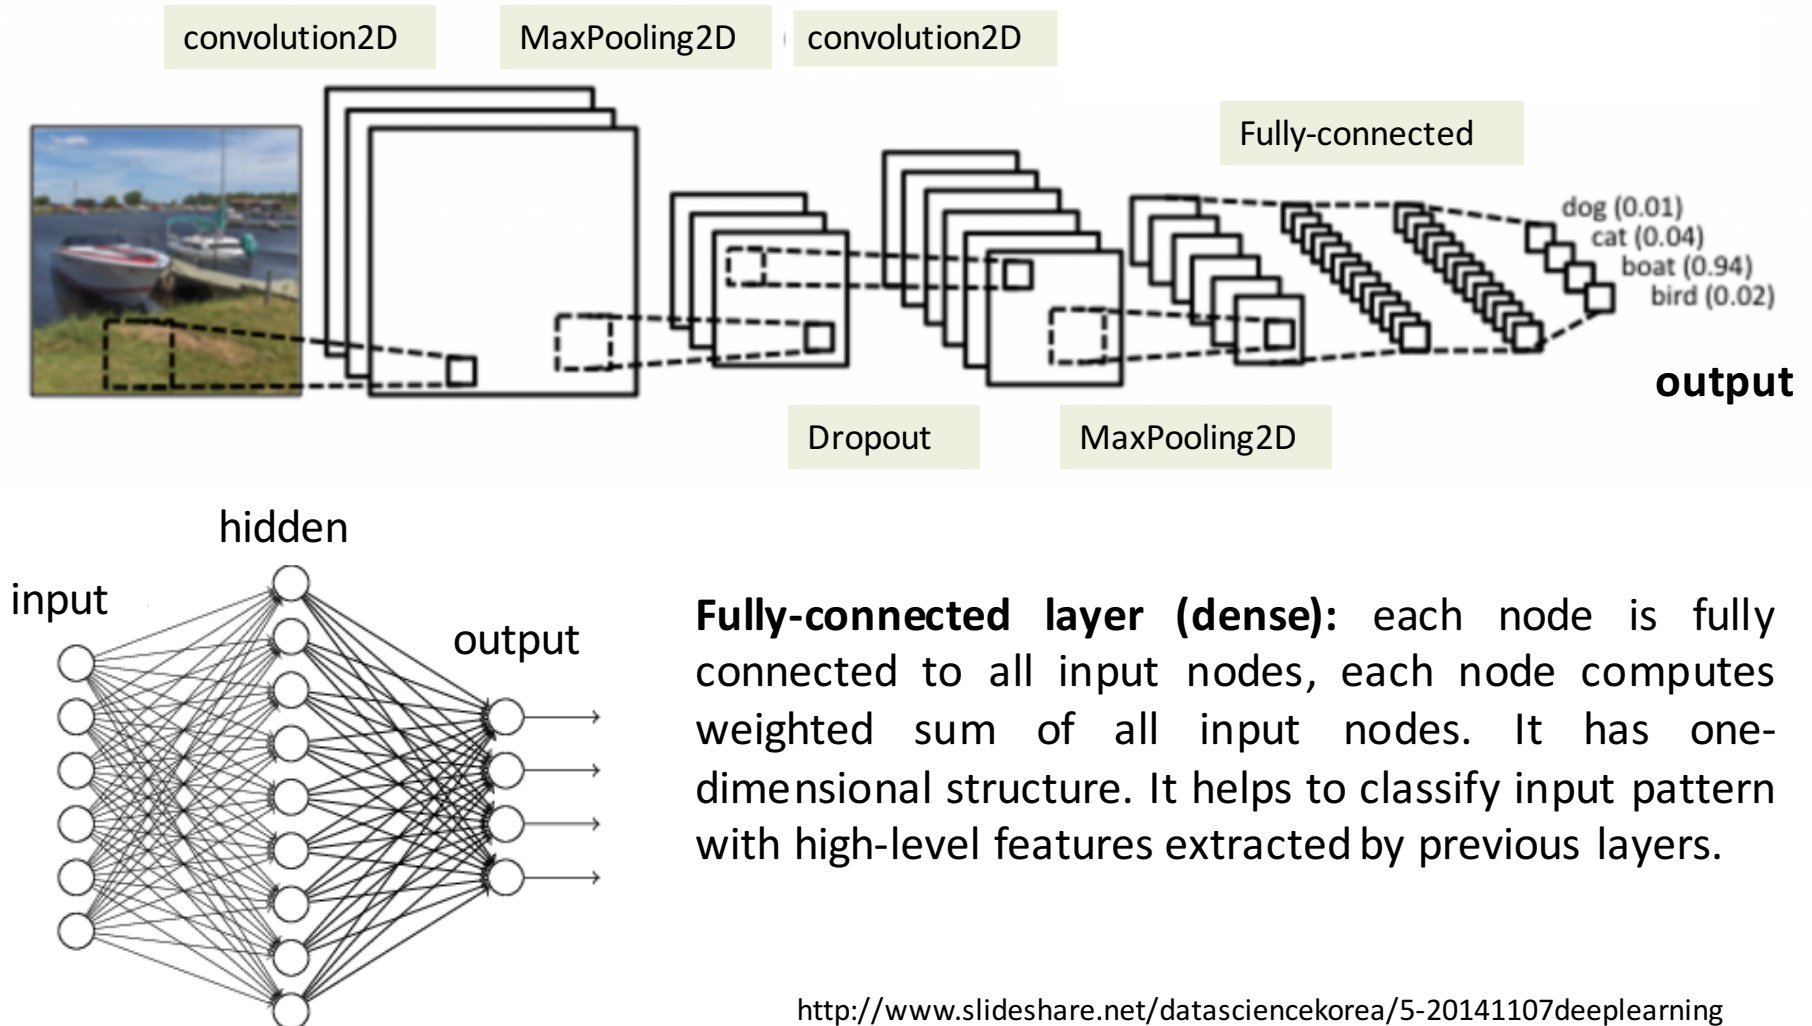 convolution2D
MaxPooling2D
convolution2D
Fully-connected
dog (0.01)
cat (0.04)
boat (0.94)
bird (0.02)
output
Dropout
MaxPooling2D
hidden
input
output
Fully-connected layer (dense): each node is fully
connected to all input nodes, each node computes
weighted sum of all input nodes. It has one-
dimensional structure. It helps to classify input pattern
with high-level features extracted by previous layers.
http://www.slideshare.net/datasciencekorea/5-20141107deeplearning